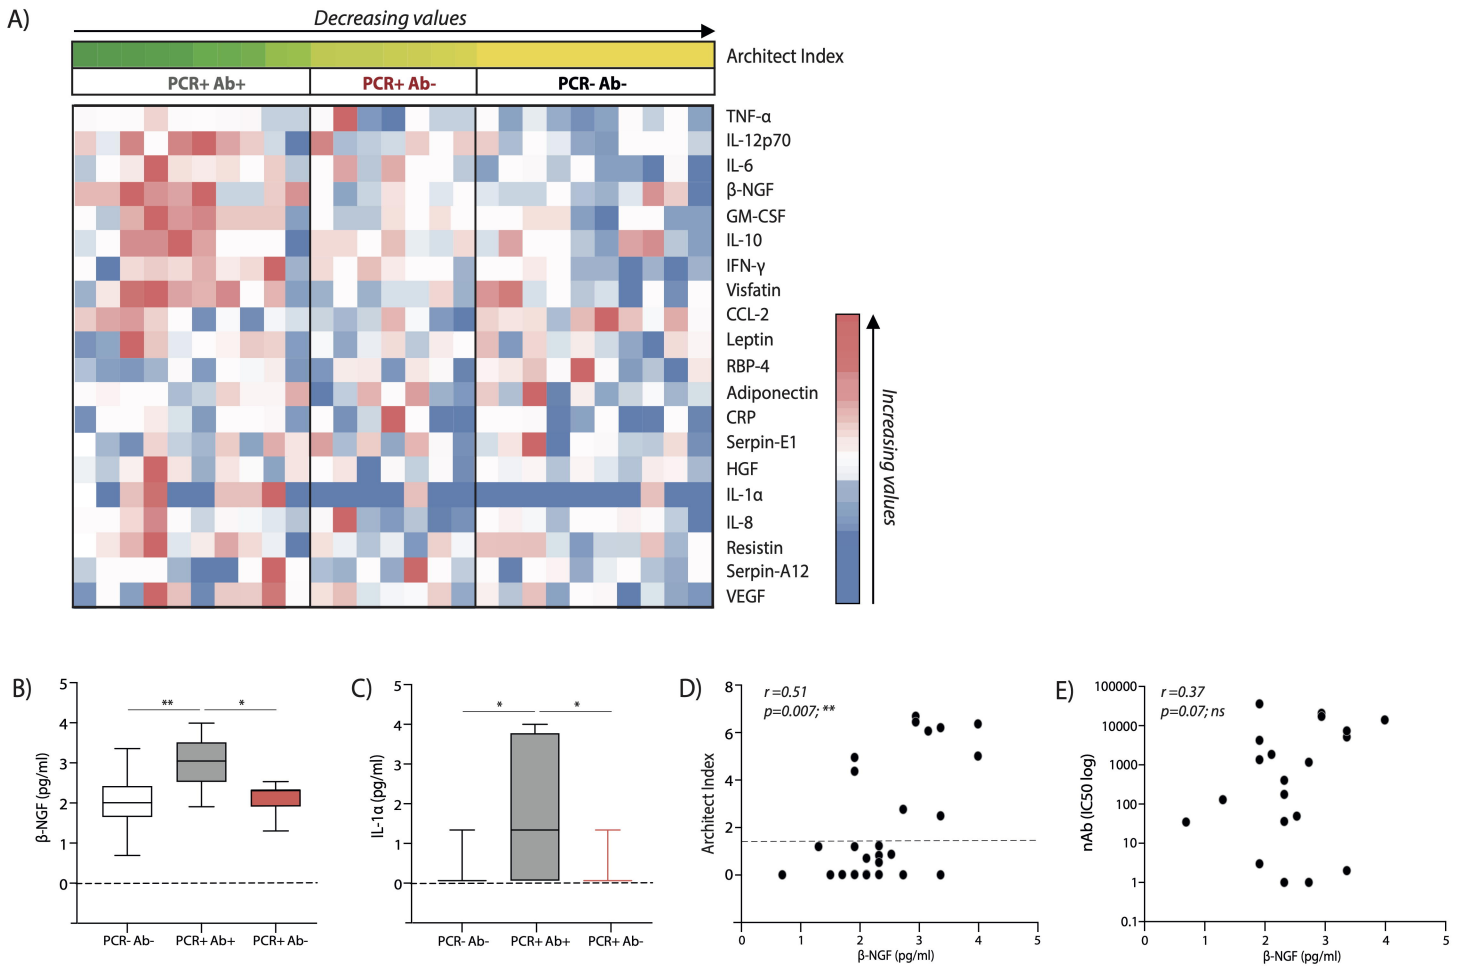 A)
Decreasing values
Architect Index
PCR+ Ab+
PCR+ Ab-
PCR- Ab-
TNF-α
IL-12p70
IL-6
β-NGF
GM-CSF
IL-10
IFN-γ
Visfatin
CCL-2
Leptin
RBP-4
Adiponectin
CRP
Serpin-E1
HGF
IL-1α
IL-8
Resistin
Serpin-A12
VEGF
Increasing values
B)
β-NGF (pg/ml)
5
4
3
2
1
0
**
*
PCR- Ab-
PCR+ Ab+
PCR+ Ab-
C)
IL-1α (pg/ml)
5
4
3
2
1
0
*
*
PCR- Ab-
PCR+ Ab+
PCR+ Ab-
D)
r =0.51
p=0.007; **
Architect Index
8
6
4
2
0
0
1
2
3
4
5
β-NGF (pg/ml)
E)
r =0.37
p=0.07; ns
nAb (IC50 log)
100000
10000
1000
100
10
1
0.1
0
1
2
3
4
5
β-NGF (pg/ml)